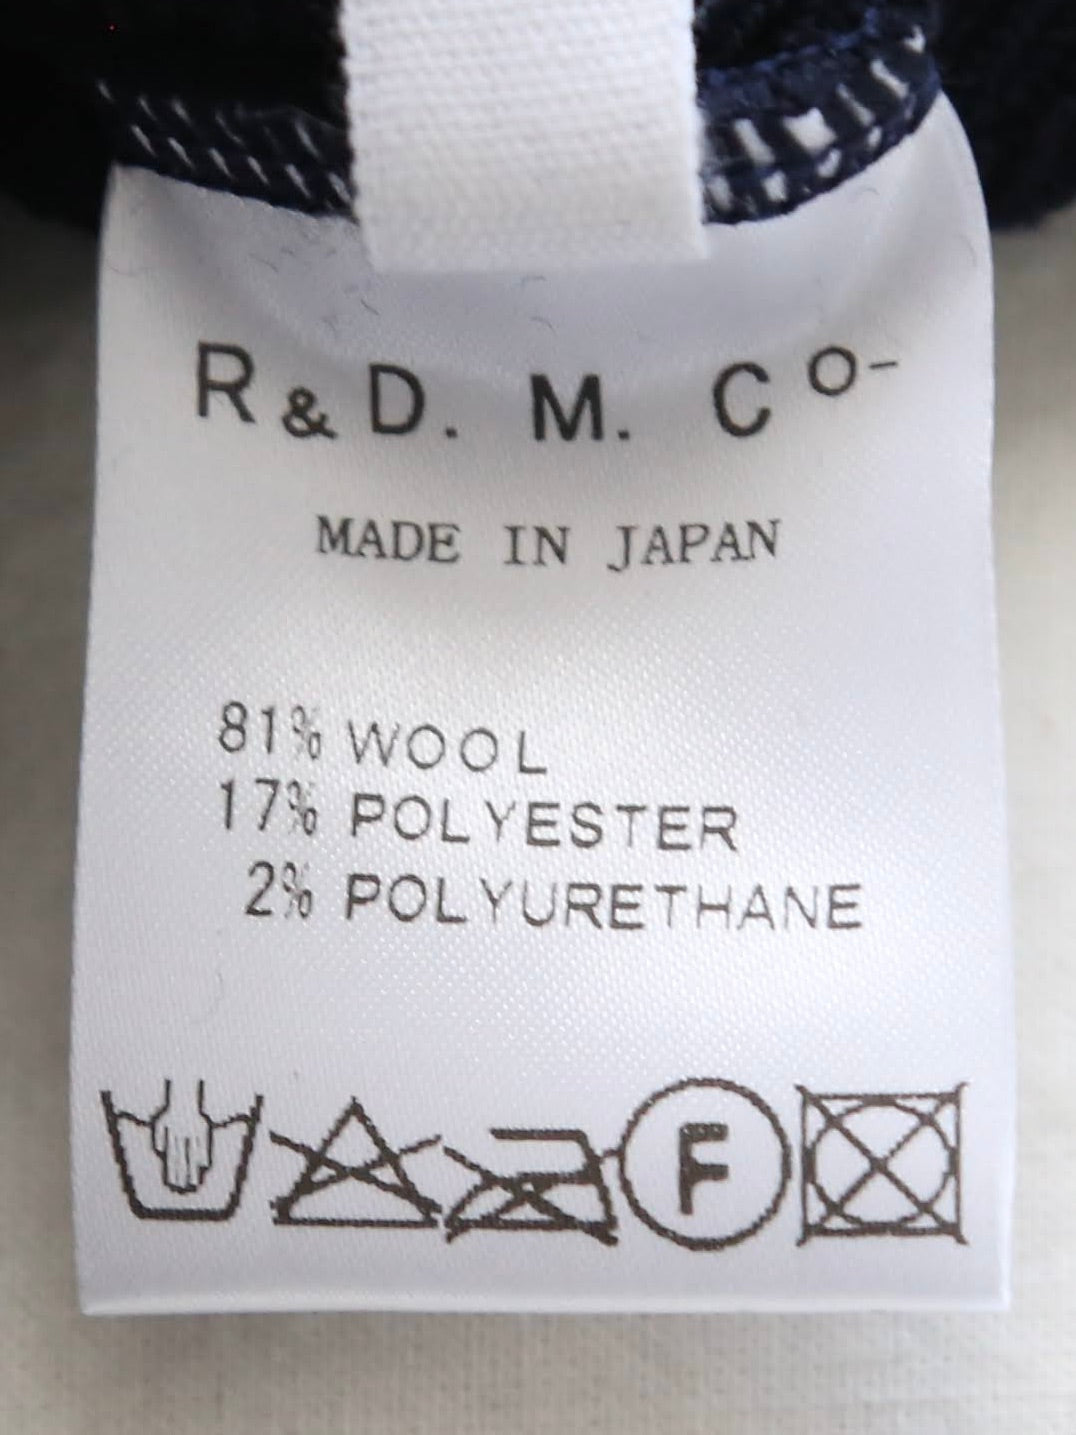 R & D. M. Co-
MADE IN JAPAN
81% WOOL
17% POLYESTER
2% POLYURETHANE
F